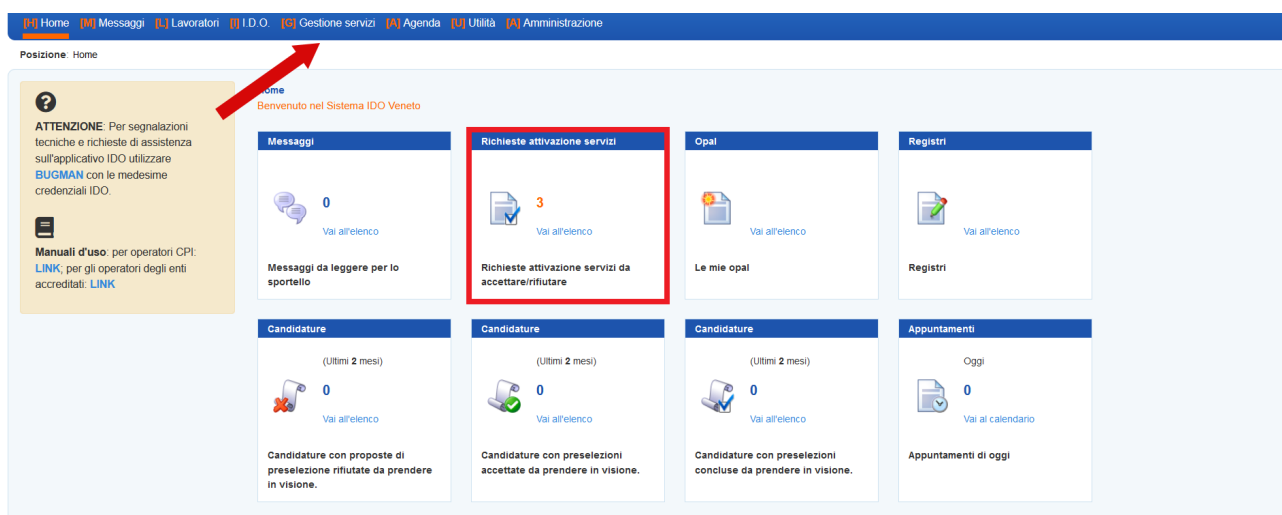 [H] Home [M] Messaggi [L] Lavoratori [I] I.D.O. [G] Gestione servizi [A] Agenda [U] Utilità [A] Amministrazione
Posizione: Home
ATTENZIONE: Per segnalazioni
tecniche e richieste di assistenza
sull'applicativo IDO utilizzare
BUGMAN con le medesime
credenziali IDO.
Manuali d'uso: per operatori CPI:
LINK; per gli operatori degli enti
accreditati: LINK
Home
Benvenuto nel Sistema IDO Veneto
Messaggi
0
Vai all'elenco
Messaggi da leggere per lo
sportello
Richieste attivazione servizi
3
Vai all'elenco
Richieste attivazione servizi da
accettare/rifiutare
Opal
Vai all'elenco
Le mie opal
Registri
Vai all'elenco
Registri
Candidature
(Ultimi 2 mesi)
0
Vai all'elenco
Candidature con proposte di
preselezione rifiutate da prendere
in visione.
Candidature
(Ultimi 2 mesi)
0
Vai all'elenco
Candidature con preselezioni
accettate da prendere in visione.
Candidature
(Ultimi 2 mesi)
0
Vai all'elenco
Candidature con preselezioni
concluse da prendere in visione.
Appuntamenti
Oggi
0
Vai al calendario
Appuntamenti di oggi